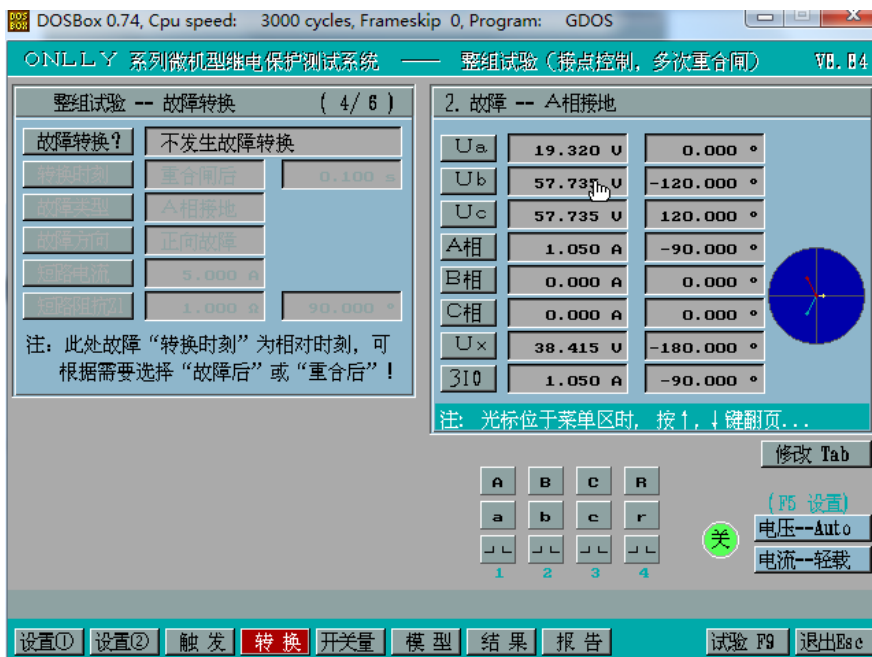 DOSBox 0.74, Cpu speed: 3000 cycles, Frameskip 0, Program: GDOS
ONLLY 系列微机型继电保护测试系统 —— 整组试验（接点控制，多次重合闸） V8.04
整组试验 -- 故障转换 ( 4/ 6 )
故障转换? 不发生故障转换
转换时刻 重合闸后 0.100 s
故障类型 A相接地
故障方向 正向故障
短路电流 5.000 A
短路阻抗Zl 1.000 Ω 90.000 °
注: 此处故障“转换时刻”为相对时刻, 可
根据需要选择“故障后”或“重合后”!
2. 故障 -- A相接地
Ua 19.320 V 0.000 °
Ub 57.735 V -120.000 °
Uc 57.735 V 120.000 °
A相 1.050 A -90.000 °
B相 0.000 A 0.000 °
C相 0.000 A 0.000 °
Ux 38.415 V -180.000 °
3I0 1.050 A -90.000 °
注: 光标位于菜单区时, 按↑,↓键翻页...
修改 Tab
A B C R
a b c r
1 2 3 4
关
(F5 设置)
电压--Auto
电流--轻载
设置① 设置② 触 发 转 换 开关量 模 型 结 果 报 告 试验 F9 退出Esc